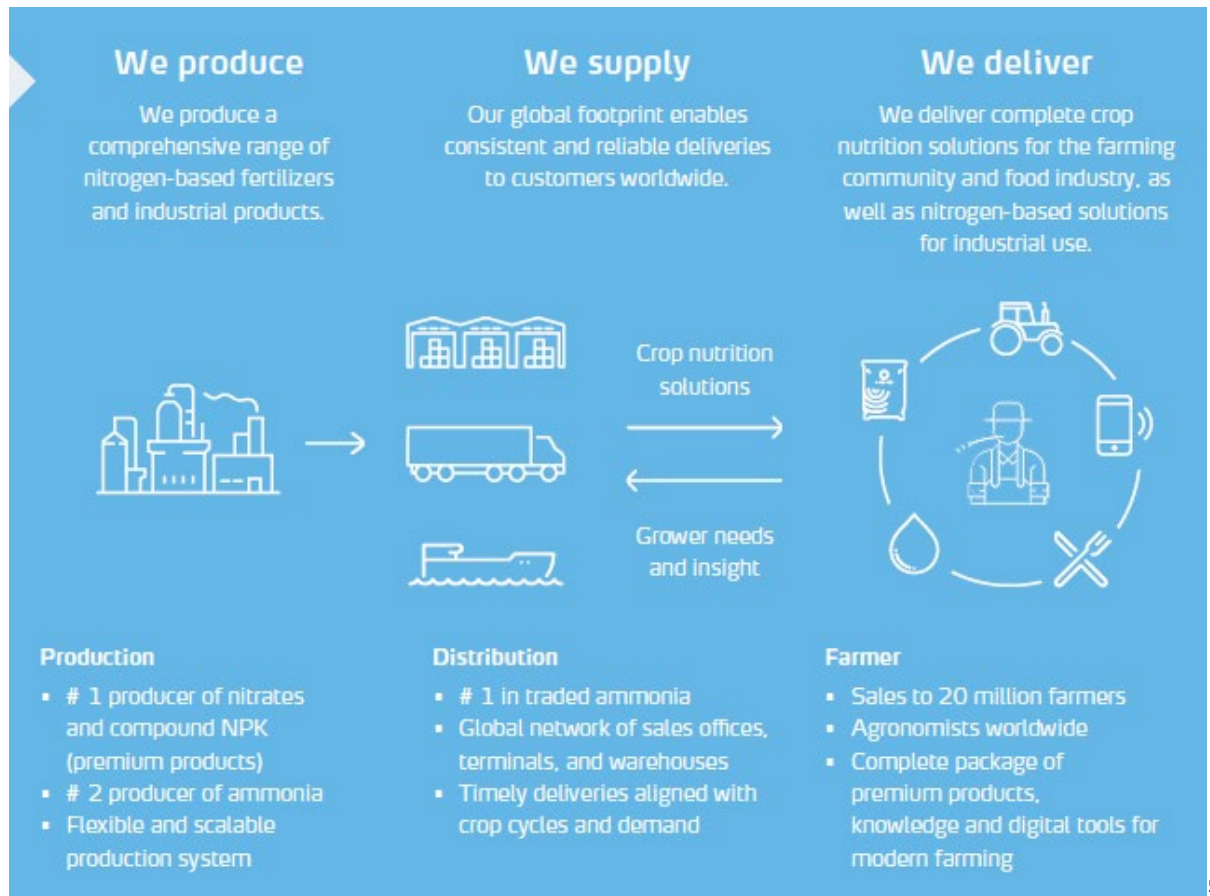 We produce
We produce a
comprehensive range of
nitrogen-based fertilizers
and industrial products.
We supply
Our global footprint enables
consistent and reliable deliveries
to customers worldwide.
We deliver
We deliver complete crop
nutrition solutions for the farming
community and food industry, as
well as nitrogen-based solutions
for industrial use.
Crop nutrition
solutions
Grower needs
and insight
Production
▪ # 1 producer of nitrates
and compound NPK
(premium products)
▪ # 2 producer of ammonia
▪ Flexible and scalable
production system
Distribution
▪ # 1 in traded ammonia
▪ Global network of sales offices,
terminals, and warehouses
▪ Timely deliveries aligned with
crop cycles and demand
Farmer
▪ Sales to 20 million farmers
▪ Agronomists worldwide
▪ Complete package of
premium products,
knowledge and digital tools for
modern farming